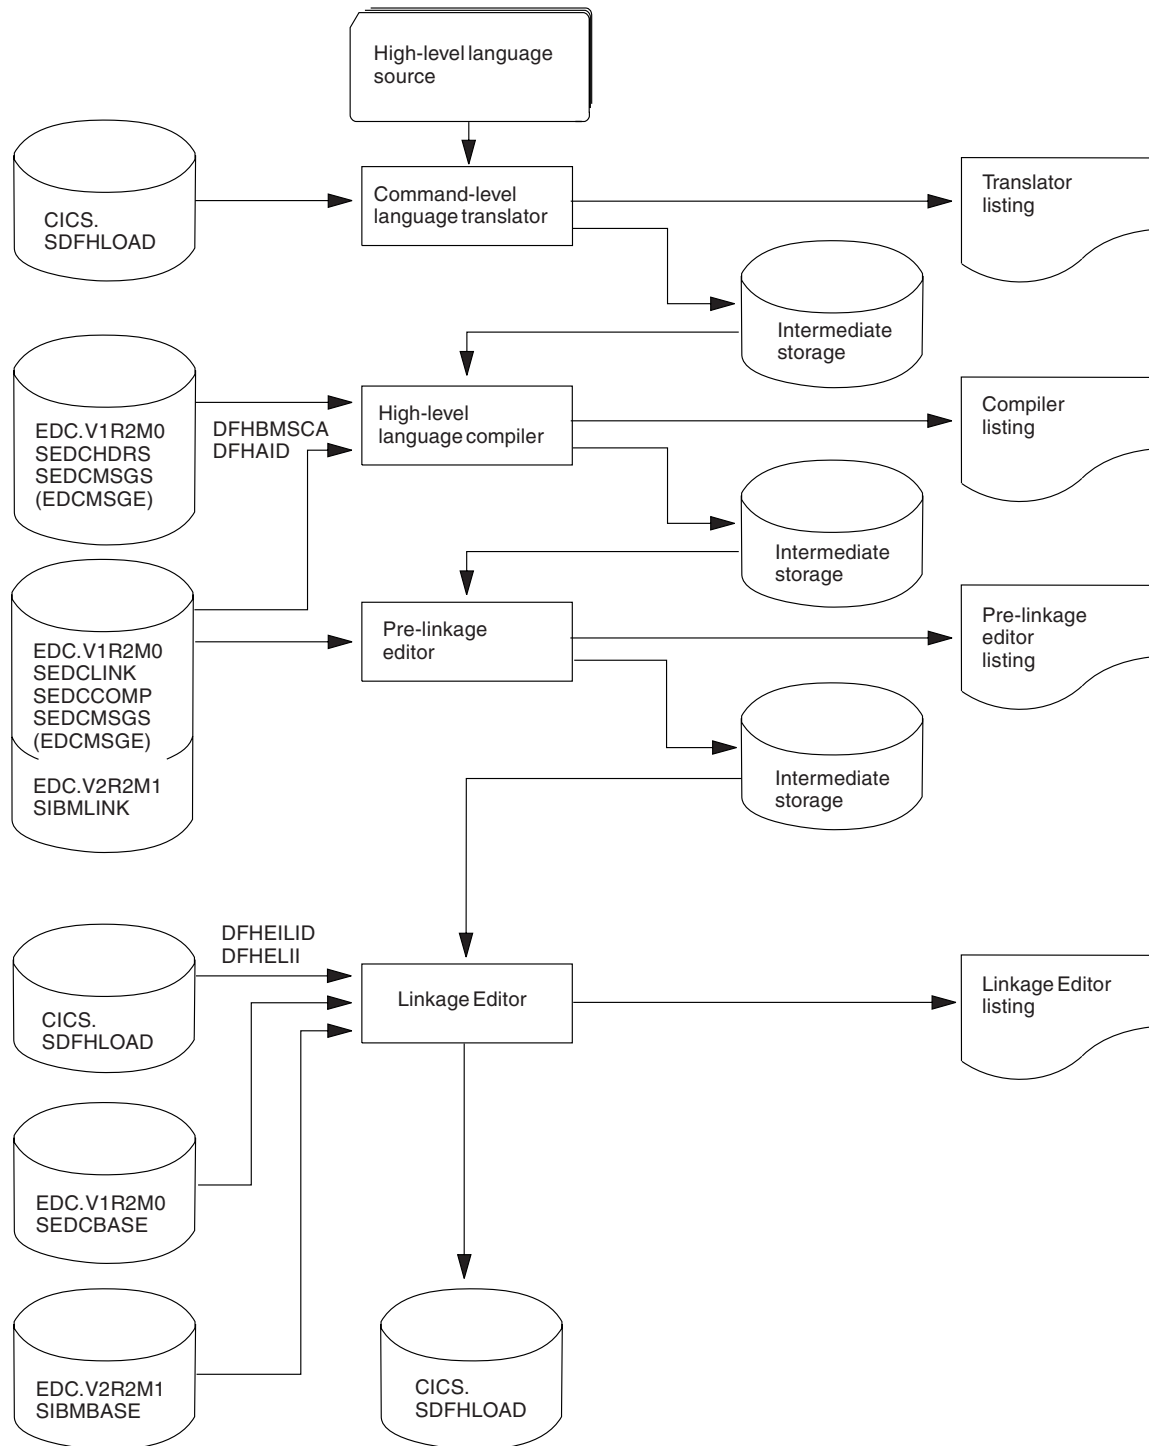 High-level language
source
CICS.
SDFHLOAD
Command-level
language translator
Translator
listing
Intermediate
storage
EDC.V1R2M0
SEDCHDRS
SEDCMSGS
(EDCMSGE)
DFHBMSCA
DFHAID
High-level
language compiler
Compiler
listing
Intermediate
storage
EDC.V1R2M0
SEDCLINK
SEDCCOMP
SEDCMSGS
(EDCMSGE)
EDC.V2R2M1
SIBMLINK
Pre-linkage
editor
Pre-linkage
editor
listing
Intermediate
storage
CICS.
SDFHLOAD
DFHEILID
DFHELII
Linkage Editor
Linkage Editor
listing
EDC.V1R2M0
SEDCBASE
EDC.V2R2M1
SIBMBASE
CICS.
SDFHLOAD